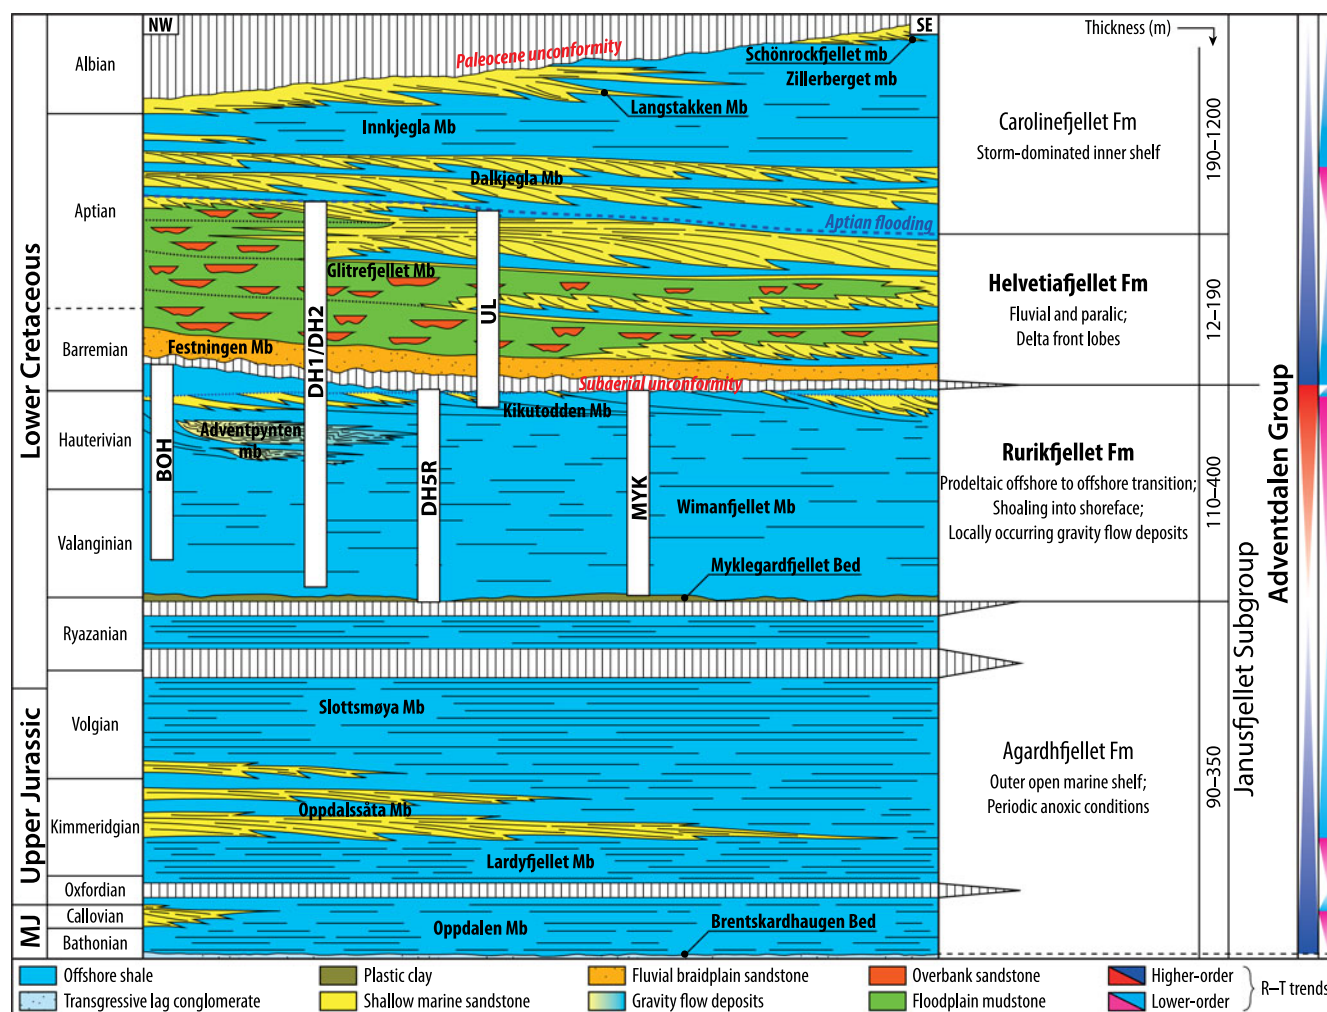 NW
SE
Thickness (m)
Albian
Aptian
Barremian
Hauterivian
Valanginian
Ryazanian
Volgian
Kimmeridgian
Oxfordian
Callovian
Bathonian
Lower Cretaceous
Upper Jurassic
MJ
Paleocene unconformity
Schönrockfjellet mb
Zillerberget mb
Langstakken Mb
Innkjegla Mb
Dalkjegla Mb
Aptian flooding
Glitrefjellet Mb
Festningen Mb
Subaerial unconformity
Kikutodden Mb
Adventpynten
mb
BOH
DH1/DH2
DH5R
UL
MYK
Wimanfjellet Mb
Myklegardfjellet Bed
Slottsmøya Mb
Oppdalssåta Mb
Lardyfjellet Mb
Oppdalen Mb
Brentskardhaugen Bed
Carolinefjellet Fm
Storm-dominated inner shelf
190–1200
Helvetiafjellet Fm
Fluvial and paralic;
Delta front lobes
12–190
Rurikfjellet Fm
Prodeltaic offshore to offshore transition;
Shoaling into shoreface;
Locally occurring gravity flow deposits
110–400
Agardhfjellet Fm
Outer open marine shelf;
Periodic anoxic conditions
90–350
Janusfjellet Subgroup
Adventdalen Group
Offshore shale
Plastic clay
Fluvial braidplain sandstone
Overbank sandstone
Higher-order
Transgressive lag conglomerate
Shallow marine sandstone
Gravity flow deposits
Floodplain mudstone
Lower-order
R–T trends